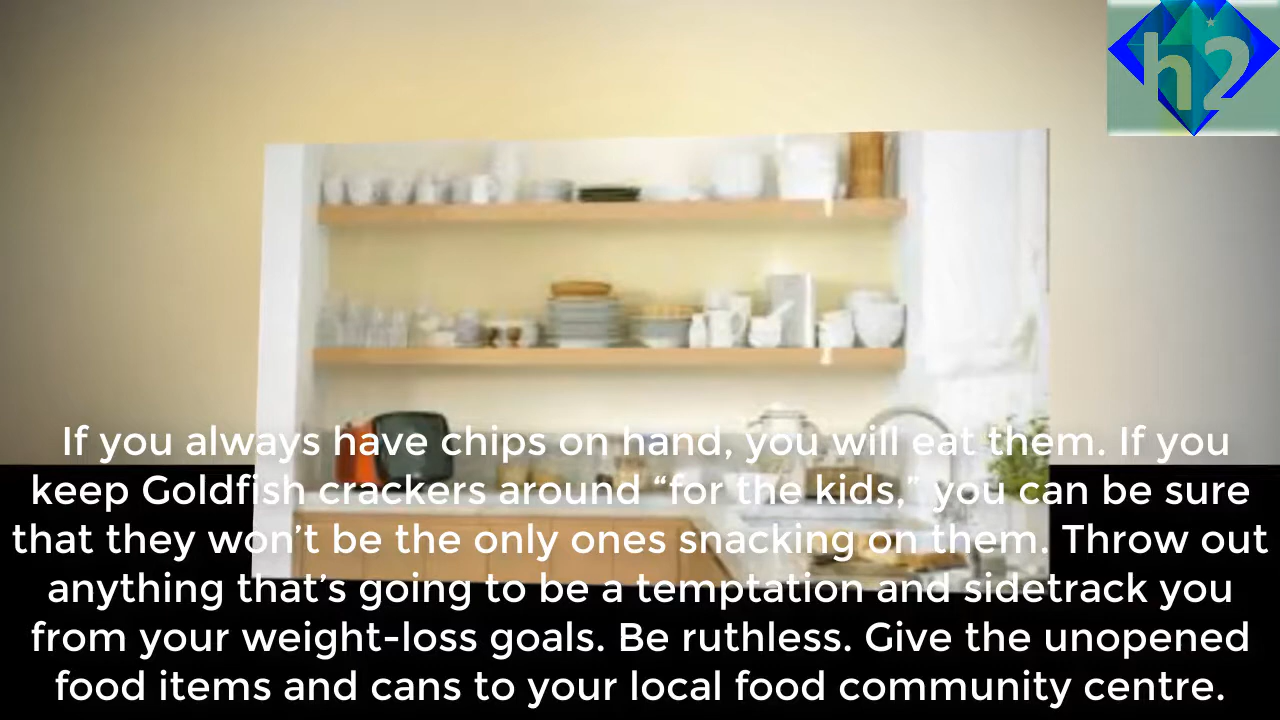 h2
If you always have chips on hand, you will eat them. If you
keep Goldfish crackers around “for the kids,” you can be sure
that they won’t be the only ones snacking on them. Throw out
anything that’s going to be a temptation and sidetrack you
from your weight-loss goals. Be ruthless. Give the unopened
food items and cans to your local food community centre.